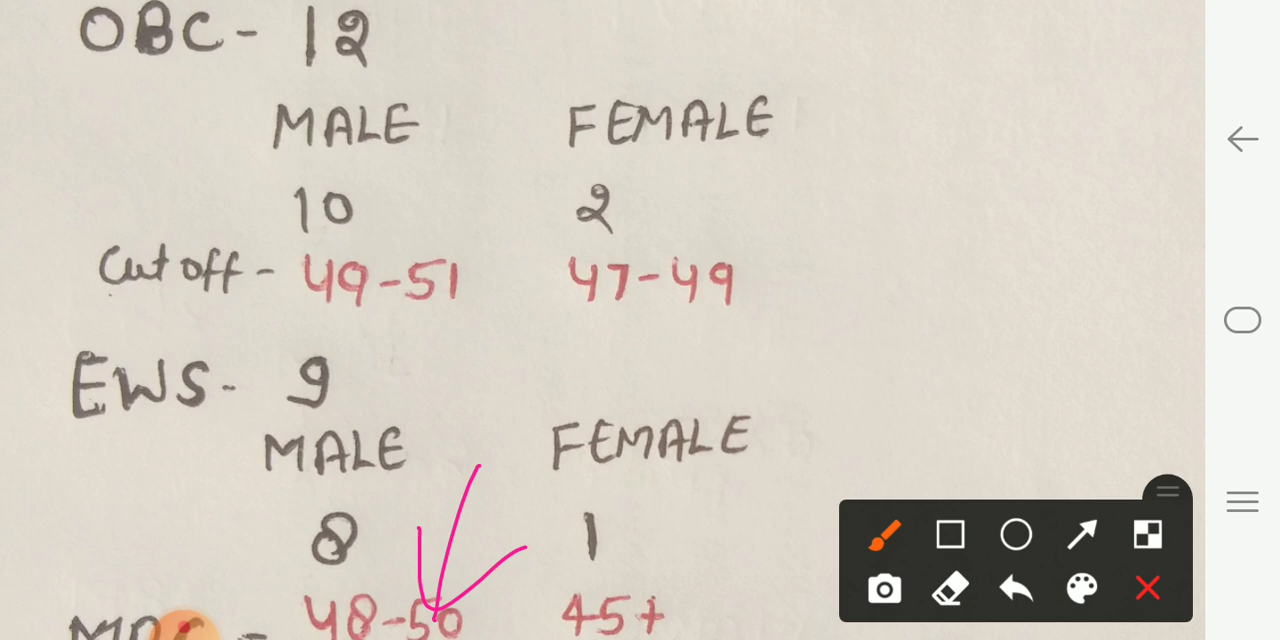 OBC- 12
MALE FEMALE
10 2
Cut off- 49-51 47-49
EWS- 9
MALE FEMALE
8 1
48-50 45+